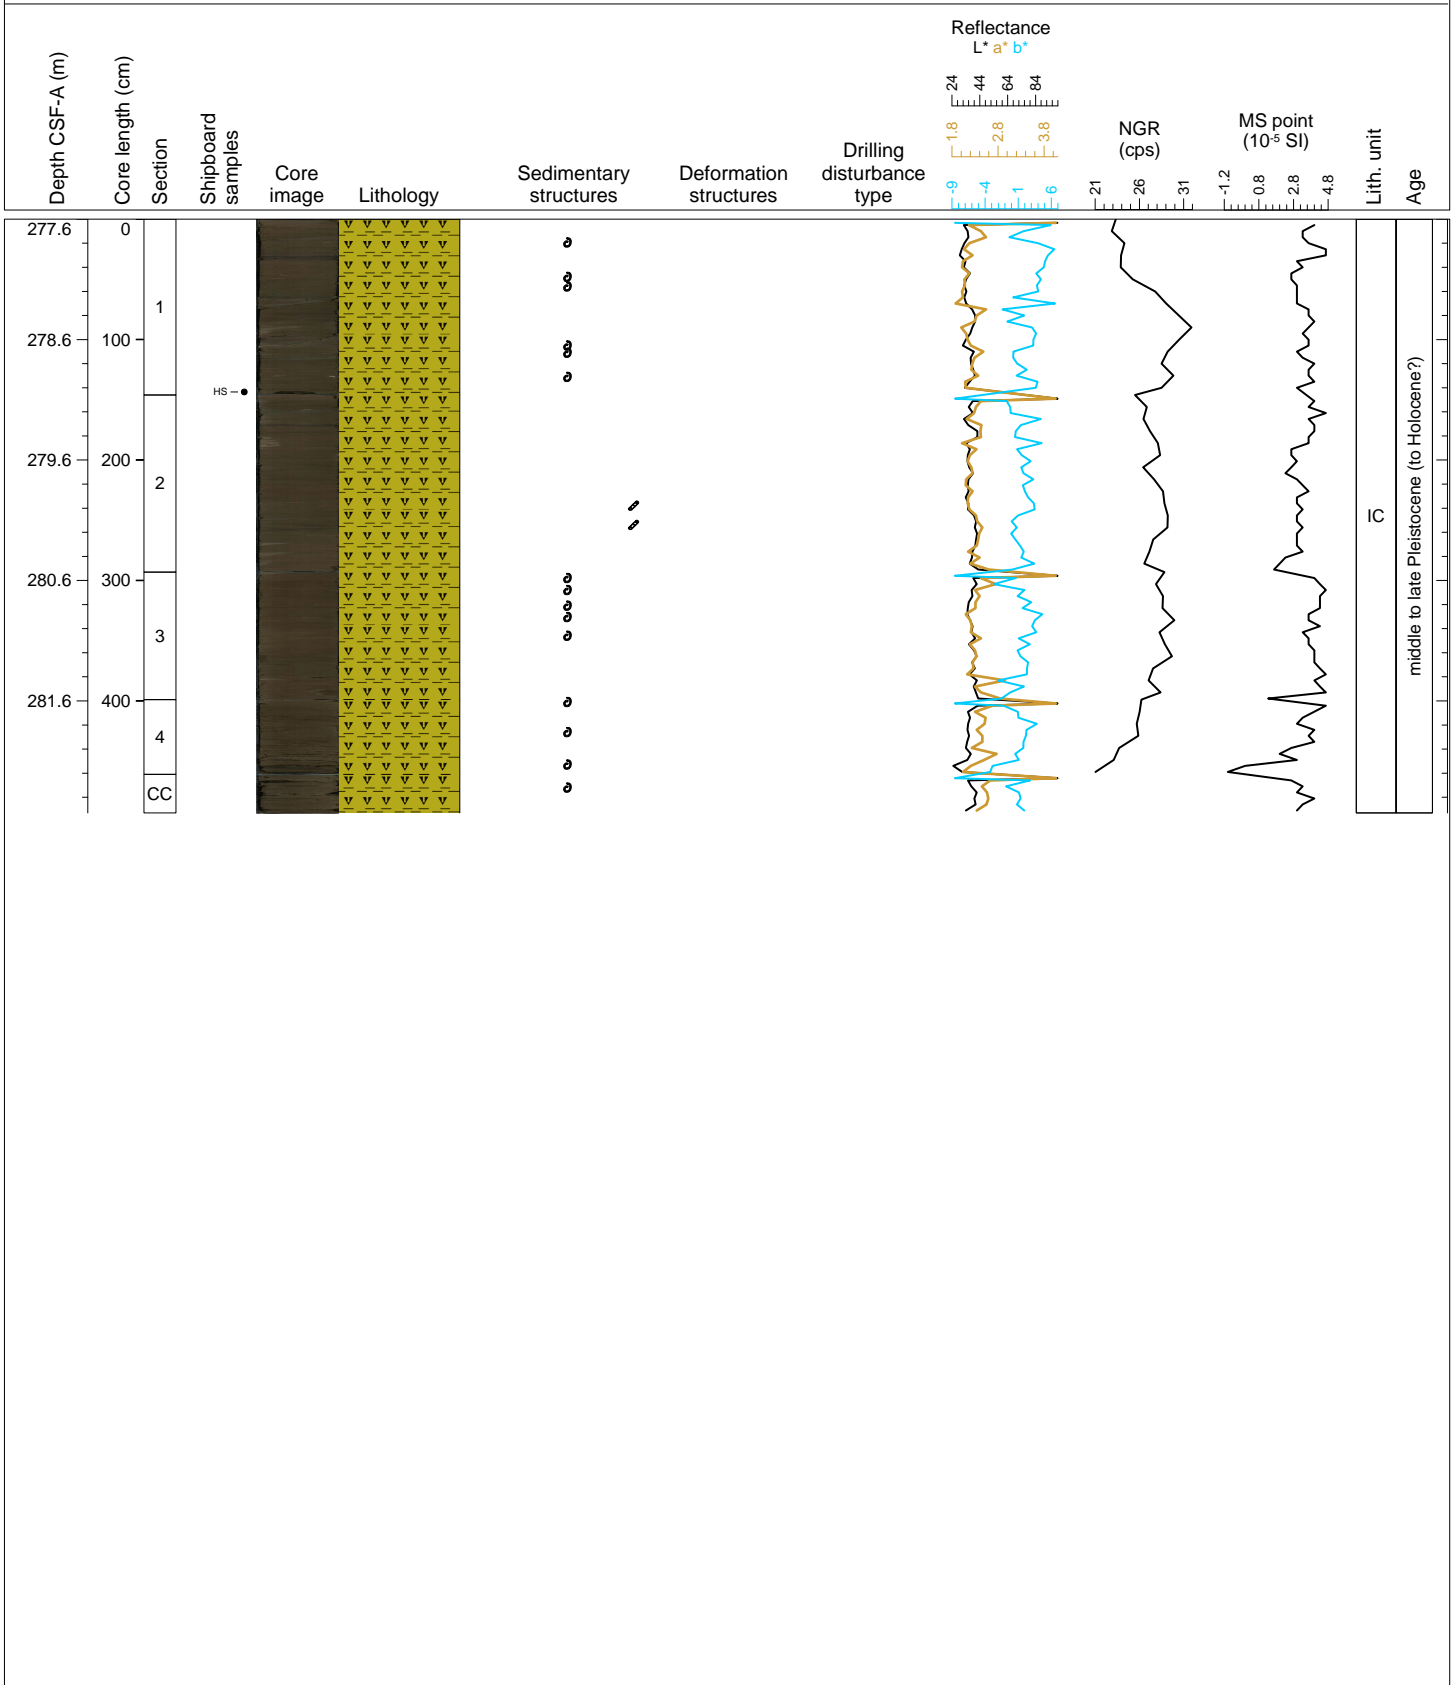 Depth CSF-A (m)
Core length (cm)
Section
Shipboard
samples
Core
image
Lithology
Sedimentary
structures
Deformation
structures
Drilling
disturbance
type
Reflectance
L* a* b*
24 44 64 84
1.8 2.8 3.8
-9 -4 1 6
NGR
(cps)
21 26 31
MS point
(10-5 SI)
-1.2 0.8 2.8 4.8
Lith. unit
Age
277.6 0
278.6 100
279.6 200
280.6 300
281.6 400
1
2
3
4
CC
HS
IC
middle to late Pleistocene (to Holocene?)